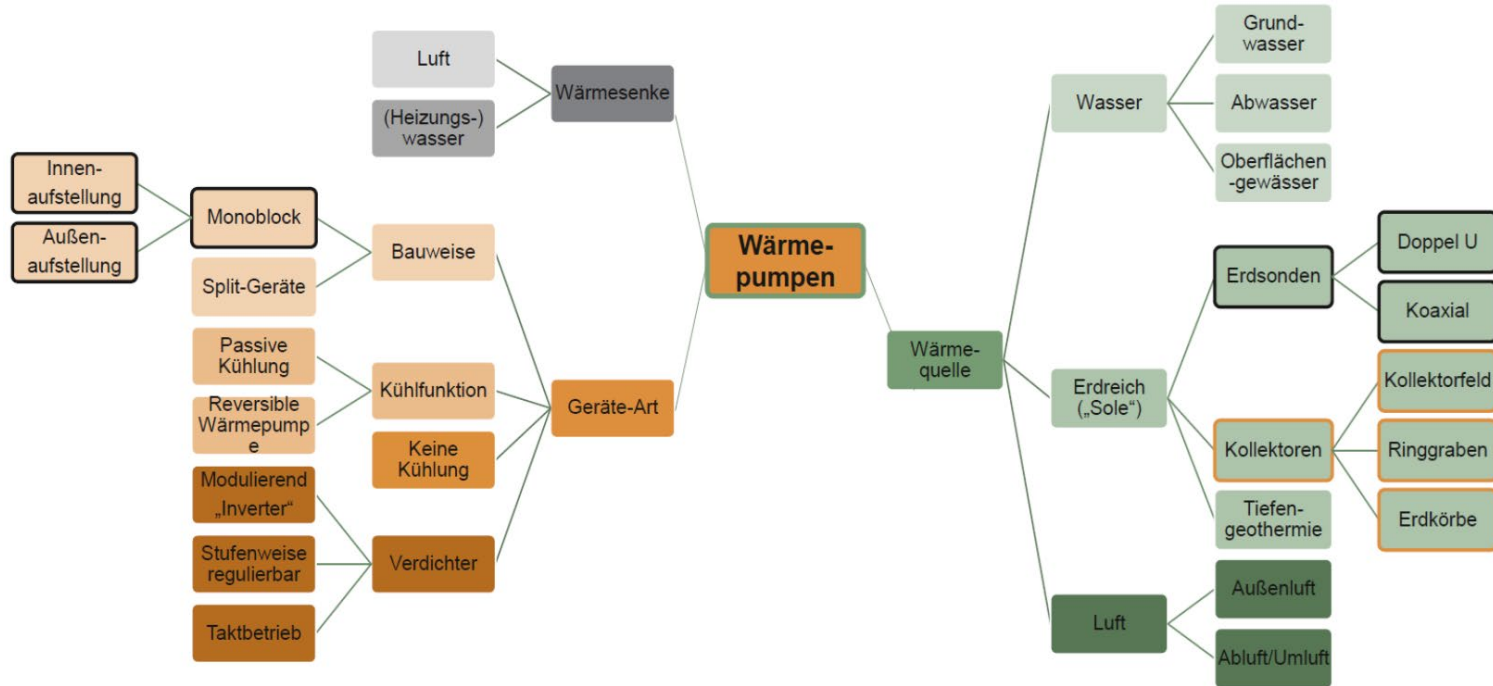 Wärme-
pumpen
Wärmesenke
Luft
(Heizungs-)
wasser
Geräte-Art
Bauweise
Monoblock
Innen-
aufstellung
Außen-
aufstellung
Split-Geräte
Kühlfunktion
Passive
Kühlung
Reversible
Wärmepump
e
Keine
Kühlung
Verdichter
Modulierend
„Inverter“
Stufenweise
regulierbar
Taktbetrieb
Wärme-
quelle
Wasser
Grund-
wasser
Abwasser
Oberflächen
-gewässer
Erdreich
(„Sole“)
Erdsonden
Doppel U
Koaxial
Kollektoren
Kollektorfeld
Ringgraben
Erdkörbe
Tiefen-
geothermie
Luft
Außenluft
Abluft/Umluft